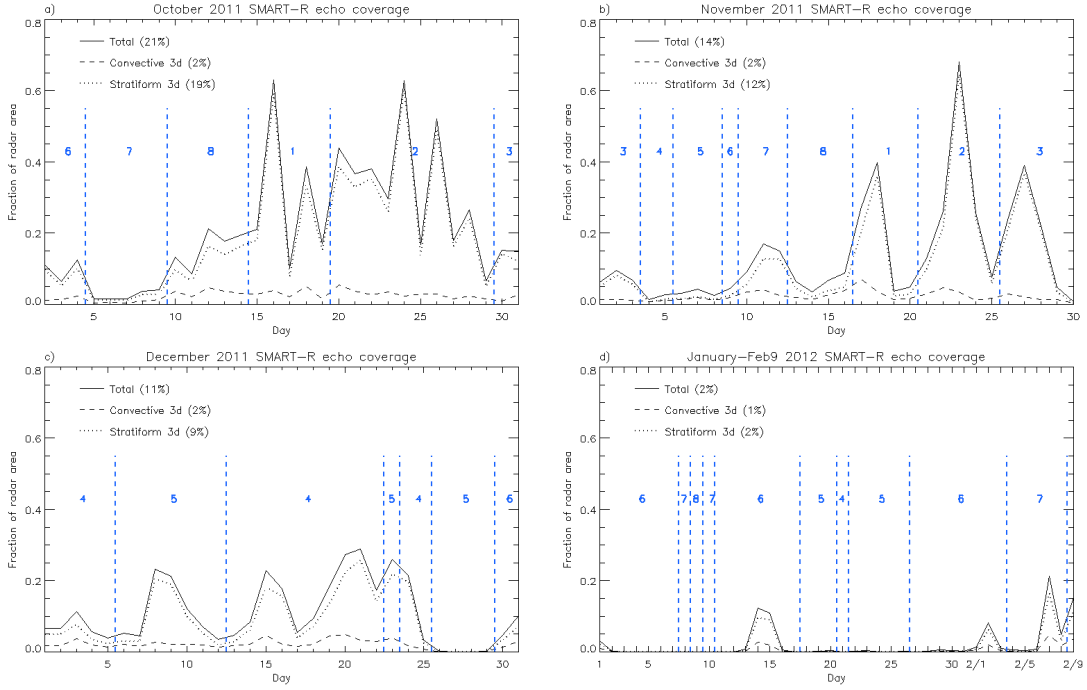 a) October 2011 SMART-R echo coverage
Total (21%)
Convective 3d (2%)
Stratiform 3d (19%)
Fraction of radar area
0.8
0.6
0.4
0.2
0.0
6 7 8 1 2 3
5 10 15 20 25 30
Day
b) November 2011 SMART-R echo coverage
Total (14%)
Convective 3d (2%)
Stratiform 3d (12%)
Fraction of radar area
0.8
0.6
0.4
0.2
0.0
3 4 5 6 7 8 1 2 3
5 10 15 20 25 30
Day
c) December 2011 SMART-R echo coverage
Total (11%)
Convective 3d (2%)
Stratiform 3d (9%)
Fraction of radar area
0.8
0.6
0.4
0.2
0.0
4 5 4 5 4 5 6
5 10 15 20 25 30
Day
d) January-Feb9 2012 SMART-R echo coverage
Total (2%)
Convective 3d (1%)
Stratiform 3d (2%)
Fraction of radar area
0.8
0.6
0.4
0.2
0.0
6 7 8 7 6 5 4 5 6 7
1 5 10 15 20 25 30 2/1 2/5 2/9
Day